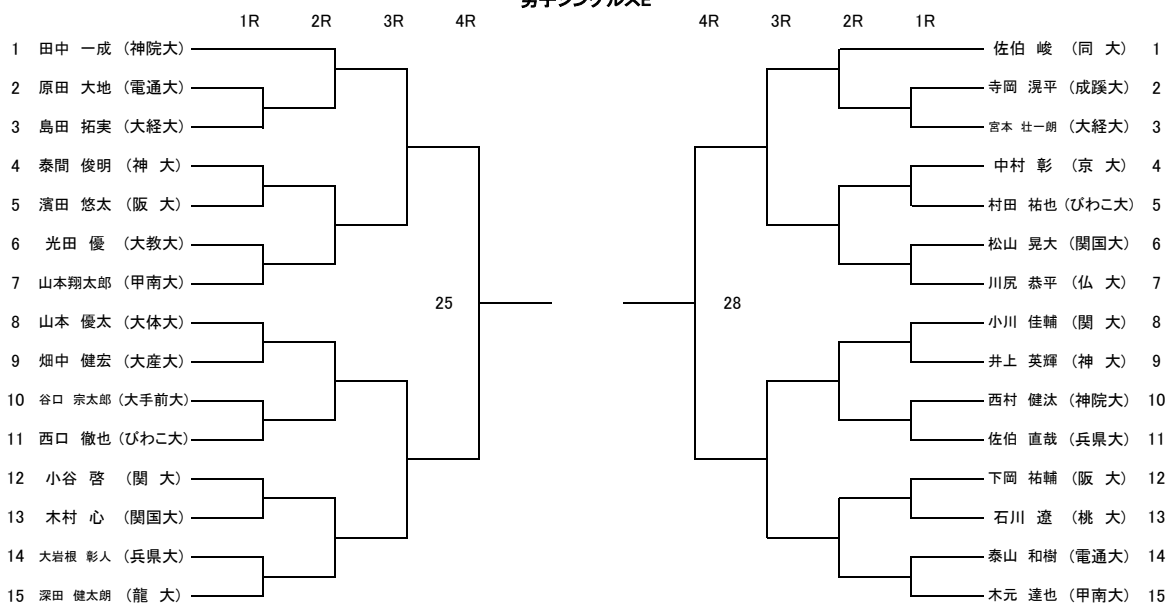 男子シングルスE
1R 2R 3R 4R 4R 3R 2R 1R
1 田中 一成 (神院大) 佐伯 峻 (同 大) 1
2 原田 大地 (電通大) 寺岡 滉平 (成蹊大) 2
3 島田 拓実 (大経大) 宮本 壮一朗 (大経大) 3
4 泰間 俊明 (神 大) 中村 彰 (京 大) 4
5 濱田 悠太 (阪 大) 村田 祐也 (びわこ大) 5
6 光田 優 (大教大) 松山 晃大 (関国大) 6
7 山本翔太郎 (甲南大) 川尻 恭平 (仏 大) 7
25 28
8 山本 優太 (大体大) 小川 佳輔 (関 大) 8
9 畑中 健宏 (大産大) 井上 英輝 (神 大) 9
10 谷口 宗太郎 (大手前大) 西村 健汰 (神院大) 10
11 西口 徹也 (びわこ大) 佐伯 直哉 (兵県大) 11
12 小谷 啓 (関 大) 下岡 祐輔 (阪 大) 12
13 木村 心 (関国大) 石川 遼 (桃 大) 13
14 大岩根 彰人 (兵県大) 泰山 和樹 (電通大) 14
15 深田 健太朗 (龍 大) 木元 達也 (甲南大) 15